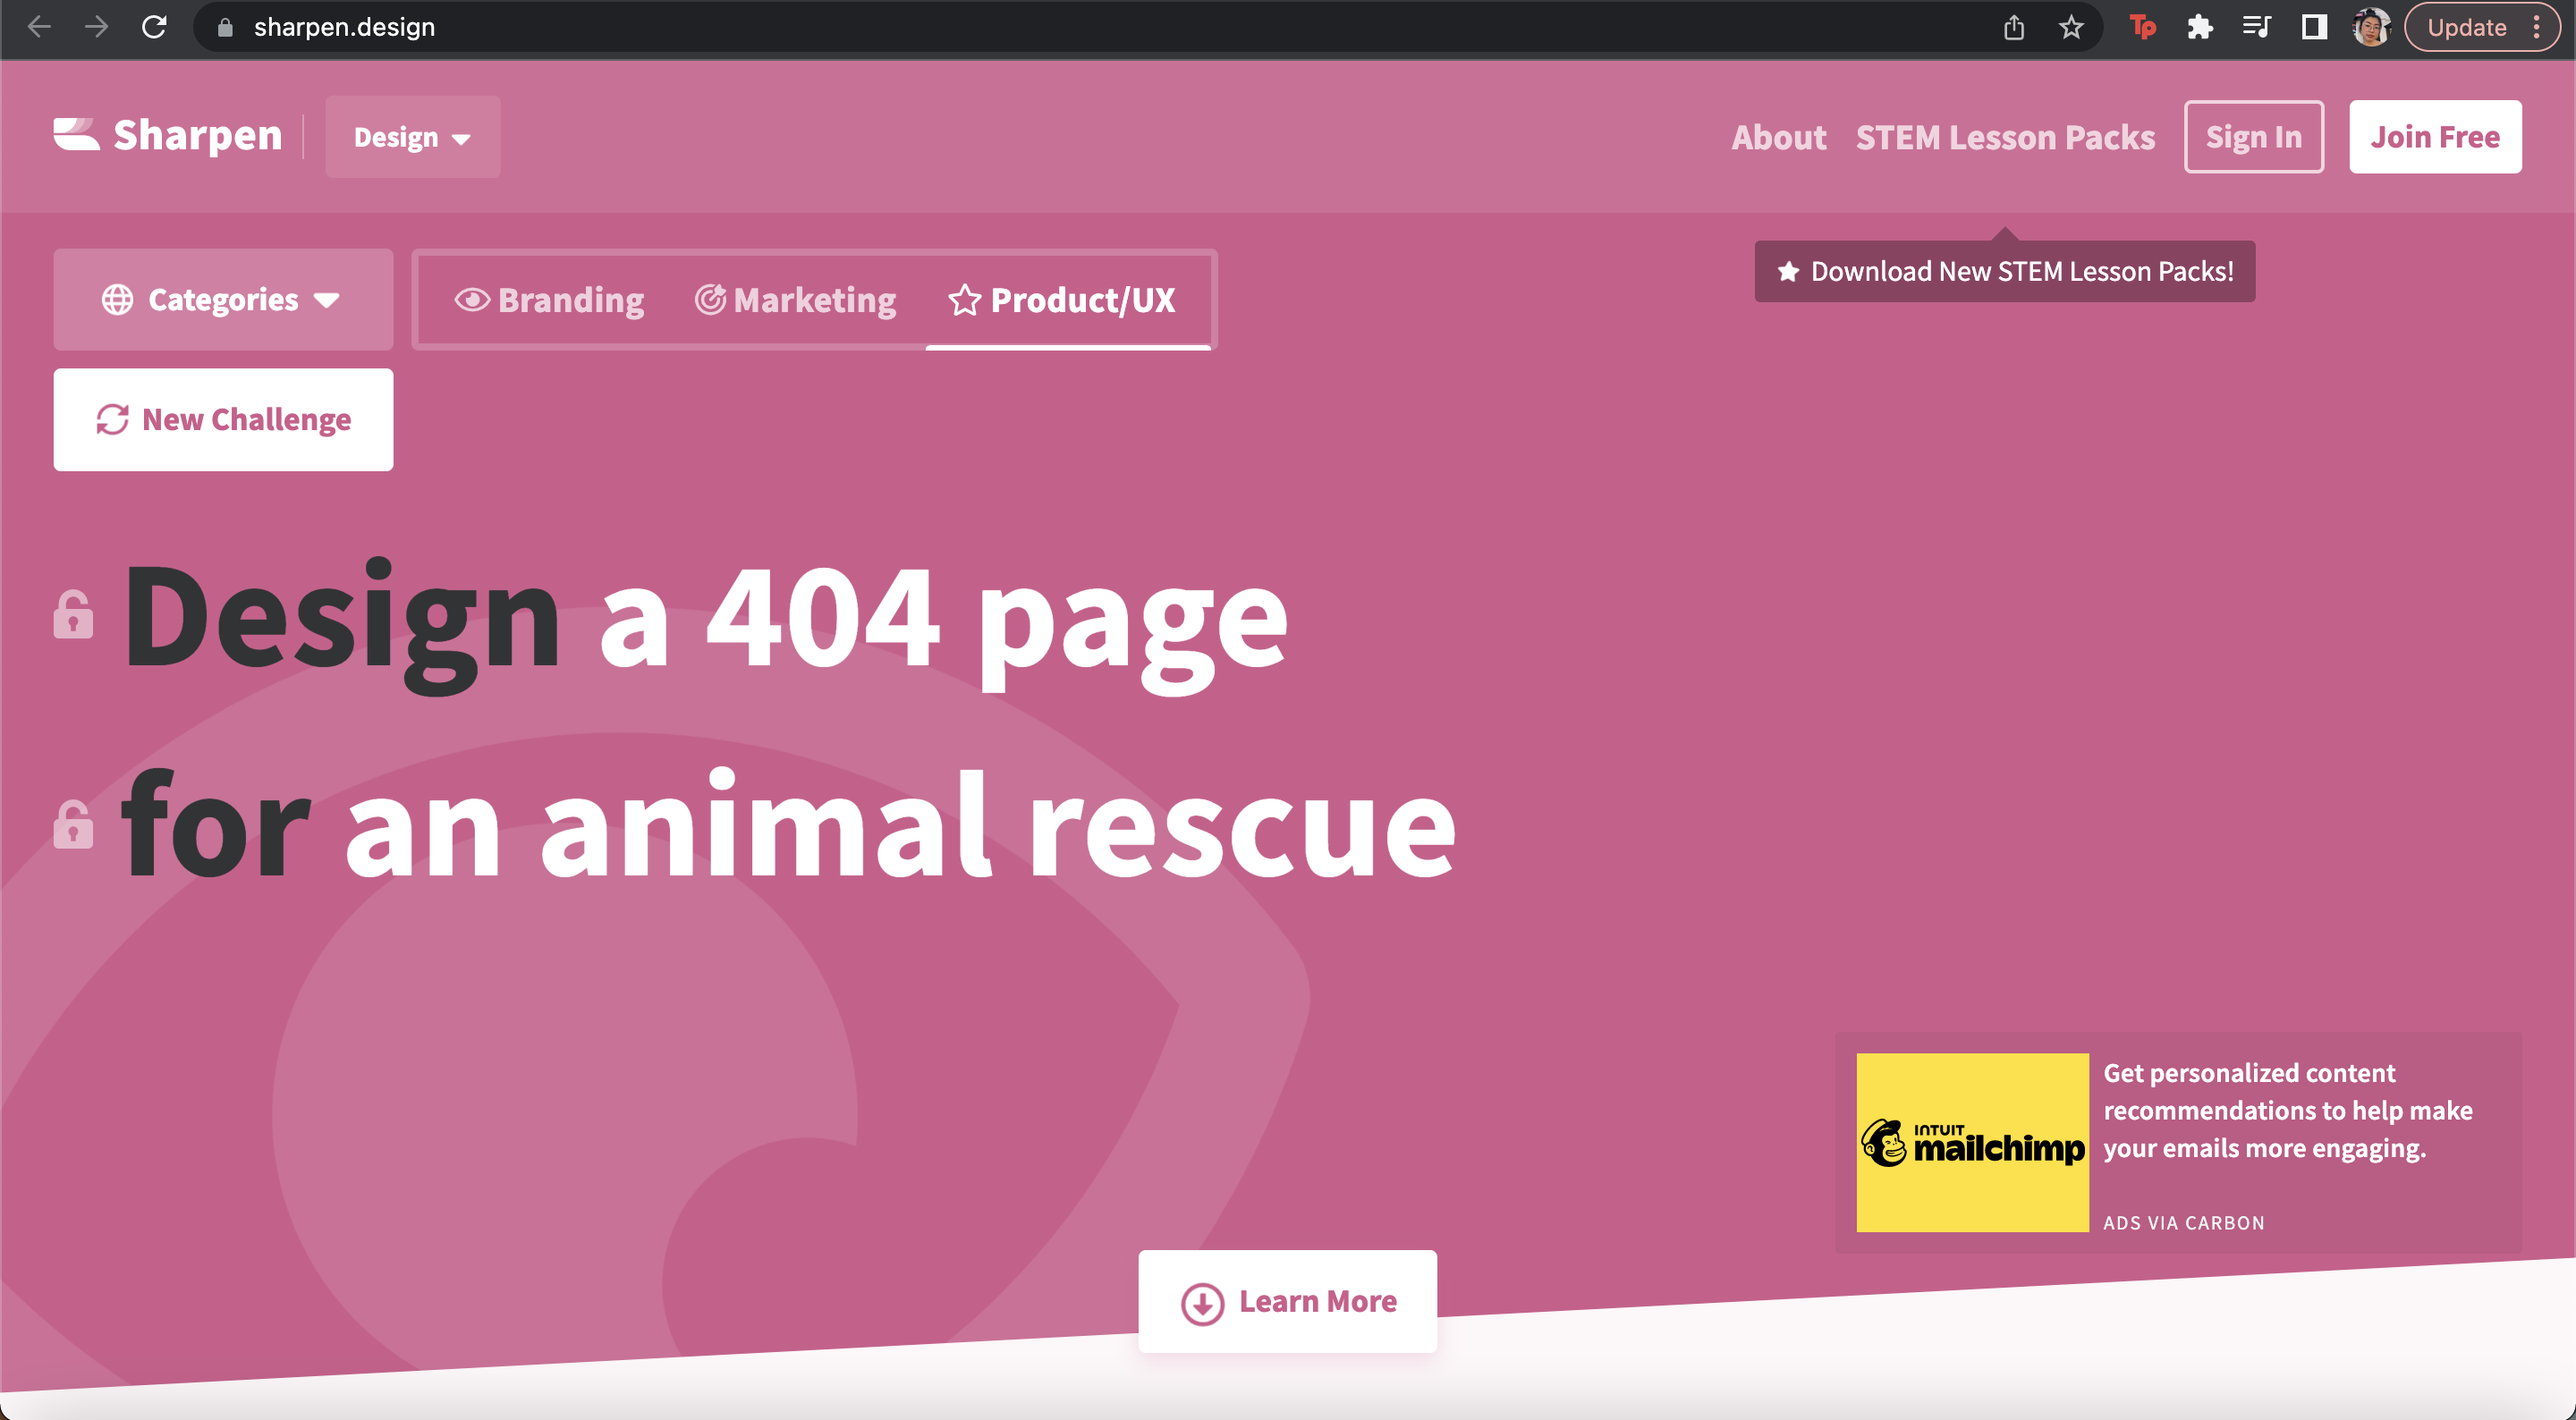 sharpen.design
Tp
Update
Sharpen
Design
About
STEM Lesson Packs
Sign In
Join Free
Categories
Branding
Marketing
Product/UX
Download New STEM Lesson Packs!
New Challenge
Design a 404 page
for an animal rescue
INTUIT
mailchimp
Get personalized content
recommendations to help make
your emails more engaging.
ADS VIA CARBON
Learn More